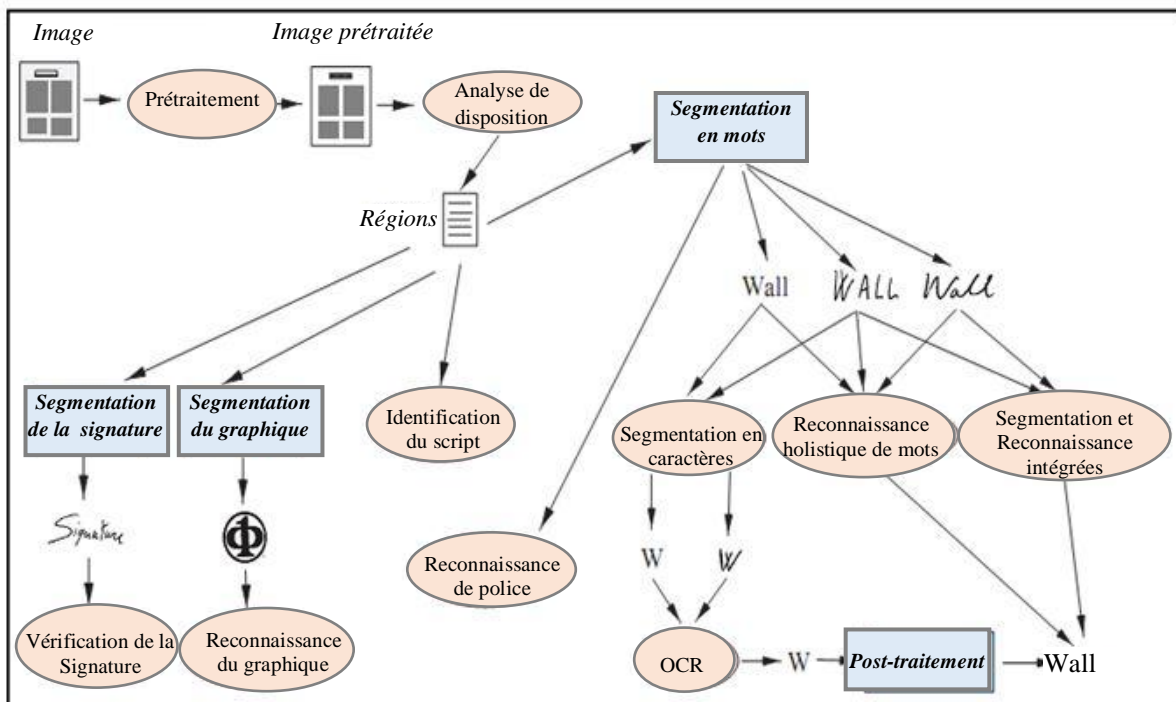 Image
Image prétraitée
Prétraitement
Analyse de
disposition
Segmentation
en mots
Régions
Wall
WALL
Wall
Segmentation
de la signature
Segmentation
du graphique
Identification
du script
Segmentation en
caractères
Reconnaissance
holistique de mots
Segmentation et
Reconnaissance
intégrées
Signature
Φ
Reconnaissance
de police
W
W
Vérification de la
Signature
Reconnaissance
du graphique
OCR
W
Post-traitement
Wall